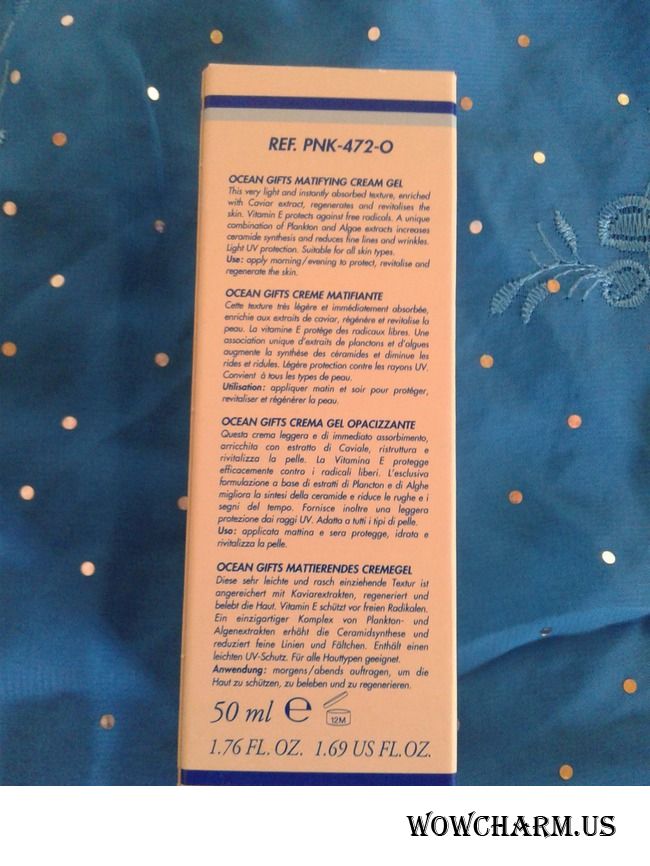 REF. PNK-472-O
OCEAN GIFTS MATIFYING CREAM GEL
This very light and instantly absorbed texture, enriched
with Caviar extract, regenerates and revitalises the
skin. Vitamin E protects against free radicals. A unique
combination of Plankton and Algae extracts increases
ceramide synthesis and reduces fine lines and wrinkles.
Light UV protection. Suitable for all skin types.
Use: apply morning/evening to protect, revitalise and
regenerate the skin.
OCEAN GIFTS CREME MATIFIANTE
Cette texture très légère et immédiatement absorbée,
enrichie aux extraits de caviar, régénère et revitalise la
peau. La vitamine E protège des radicaux libres. Une
association unique d'extraits de planctons et d'algues
augmente la synthèse des céramides et diminue les
rides et ridules. Légère protection contre les rayons UV.
Convient à tous les types de peau.
Utilisation: appliquer matin et soir pour protéger,
revitaliser et régénérer la peau.
OCEAN GIFTS CREMA GEL OPACIZZANTE
Questa crema leggera e di immediato assorbimento,
arricchita con estratto di Caviale, ristruttura e
rivitalizza la pelle. La Vitamina E protegge
efficacemente contro i radicali liberi. L'esclusiva
formulazione a base di estratti di Plancton e di Alghe
migliora la sintesi della ceramide e riduce le rughe e i
segni del tempo. Fornisce inoltre una leggera
protezione dai raggi UV. Adatta a tutti i tipi di pelle.
Uso: applicata mattina e sera protegge, idrata e
rivitalizza la pelle.
OCEAN GIFTS MATTIERENDES CREMEGEL
Diese sehr leichte und rasch einziehende Textur ist
angereichert mit Kaviarextrakten, regeneriert und
belebt die Haut. Vitamin E schützt vor freien Radikalen.
Ein einzigartiger Komplex von Plankton- und
Algenextrakten erhöht die Ceramidsynthese und
reduziert feine Linien und Fältchen. Enthält einen
leichten UV-Schutz. Für alle Hauttypen geeignet.
Anwendung: morgens/abends auftragen, um die
Haut zu schützen, zu beleben und zu regenerieren.
50 ml ℮ 12M
1.76 FL. OZ. 1.69 US FL.OZ.
WOWCHARM.US